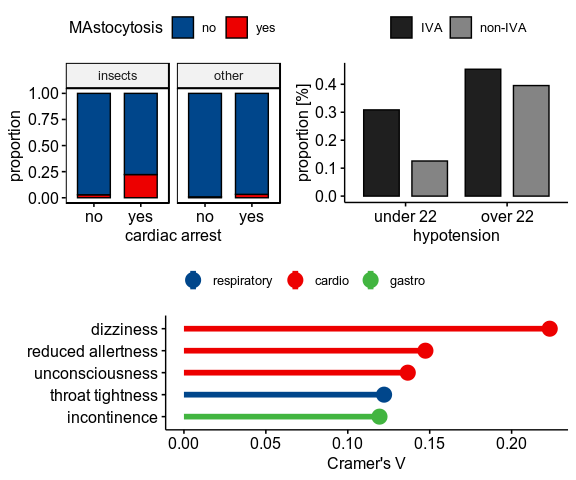 MAstocytosis no yes
insects other
1.00
0.75
0.50
0.25
0.00
proportion
no yes no yes
cardiac arrest
IVA non-IVA
0.4
0.3
0.2
0.1
0.0
proportion [%]
under 22 over 22
hypotension
respiratory cardio gastro
dizziness
reduced allertness
unconsciousness
throat tightness
incontinence
0.00 0.05 0.10 0.15 0.20
Cramer's V